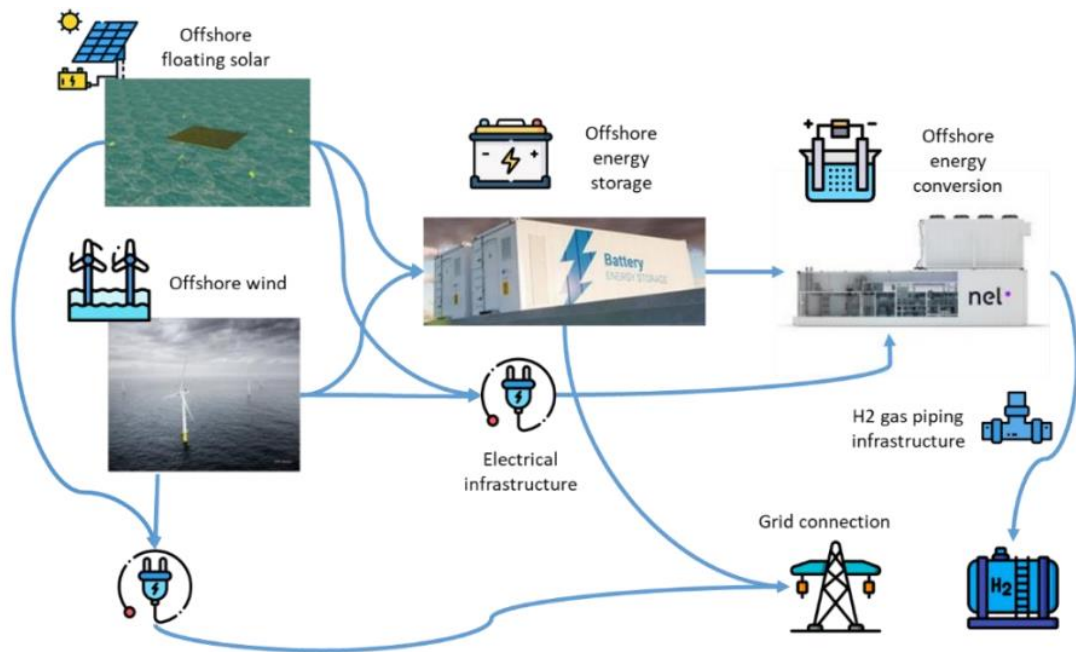 Offshore
floating solar
Offshore
energy
storage
Offshore
energy
conversion
Offshore wind
Battery
ENERGY STORAGE
nel
Electrical
infrastructure
H2 gas piping
infrastructure
Grid connection
H2